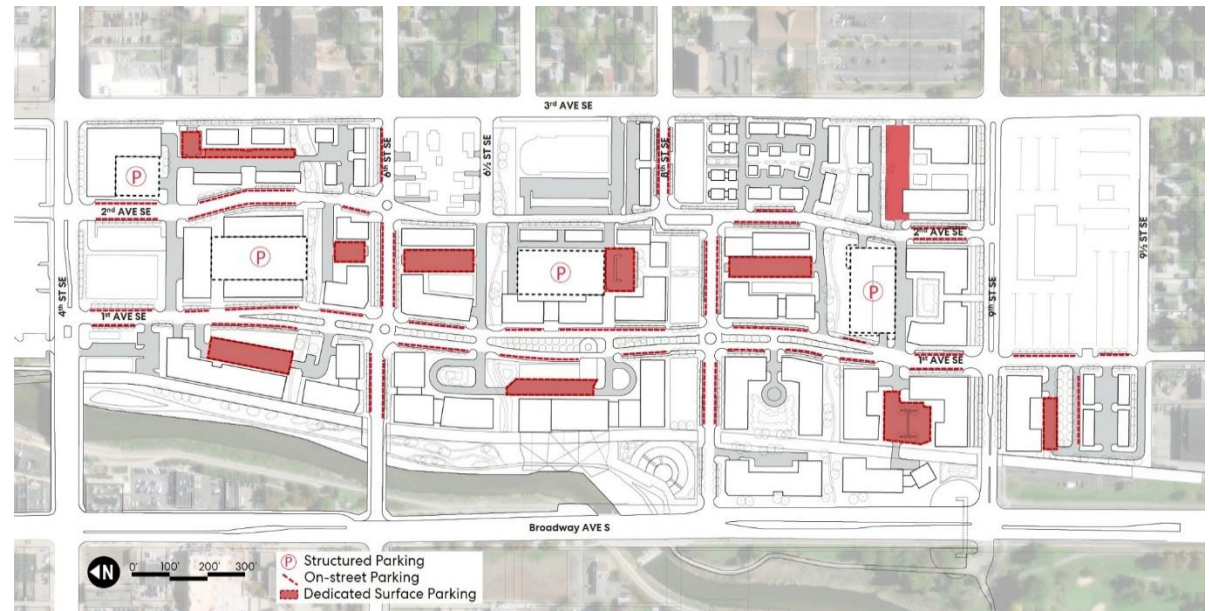 3rd AVE SE
6th ST SE
6½ ST SE
8th ST SE
P
2nd AVE SE
2nd AVE SE
P
P
P
4th ST SE
9th ST SE
9½ ST SE
1st AVE SE
1st AVE SE
Broadway AVE S
N
0' 100' 200' 300'
P Structured Parking
On-street Parking
Dedicated Surface Parking